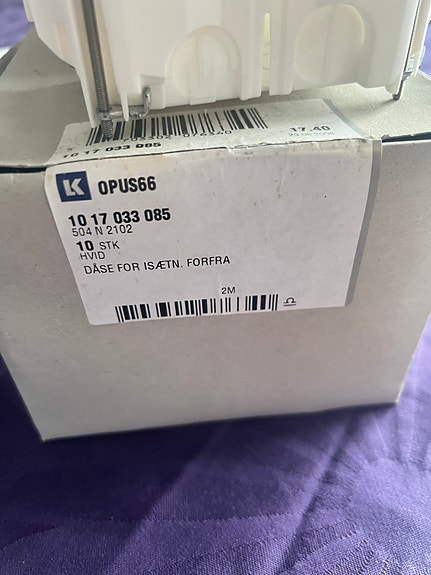 17.40
10 17 033 085
LK OPUS66
10 17 033 085
504 N 2102
10 STK
HVID
DÅSE FOR ISÆTN. FORFRA
2M